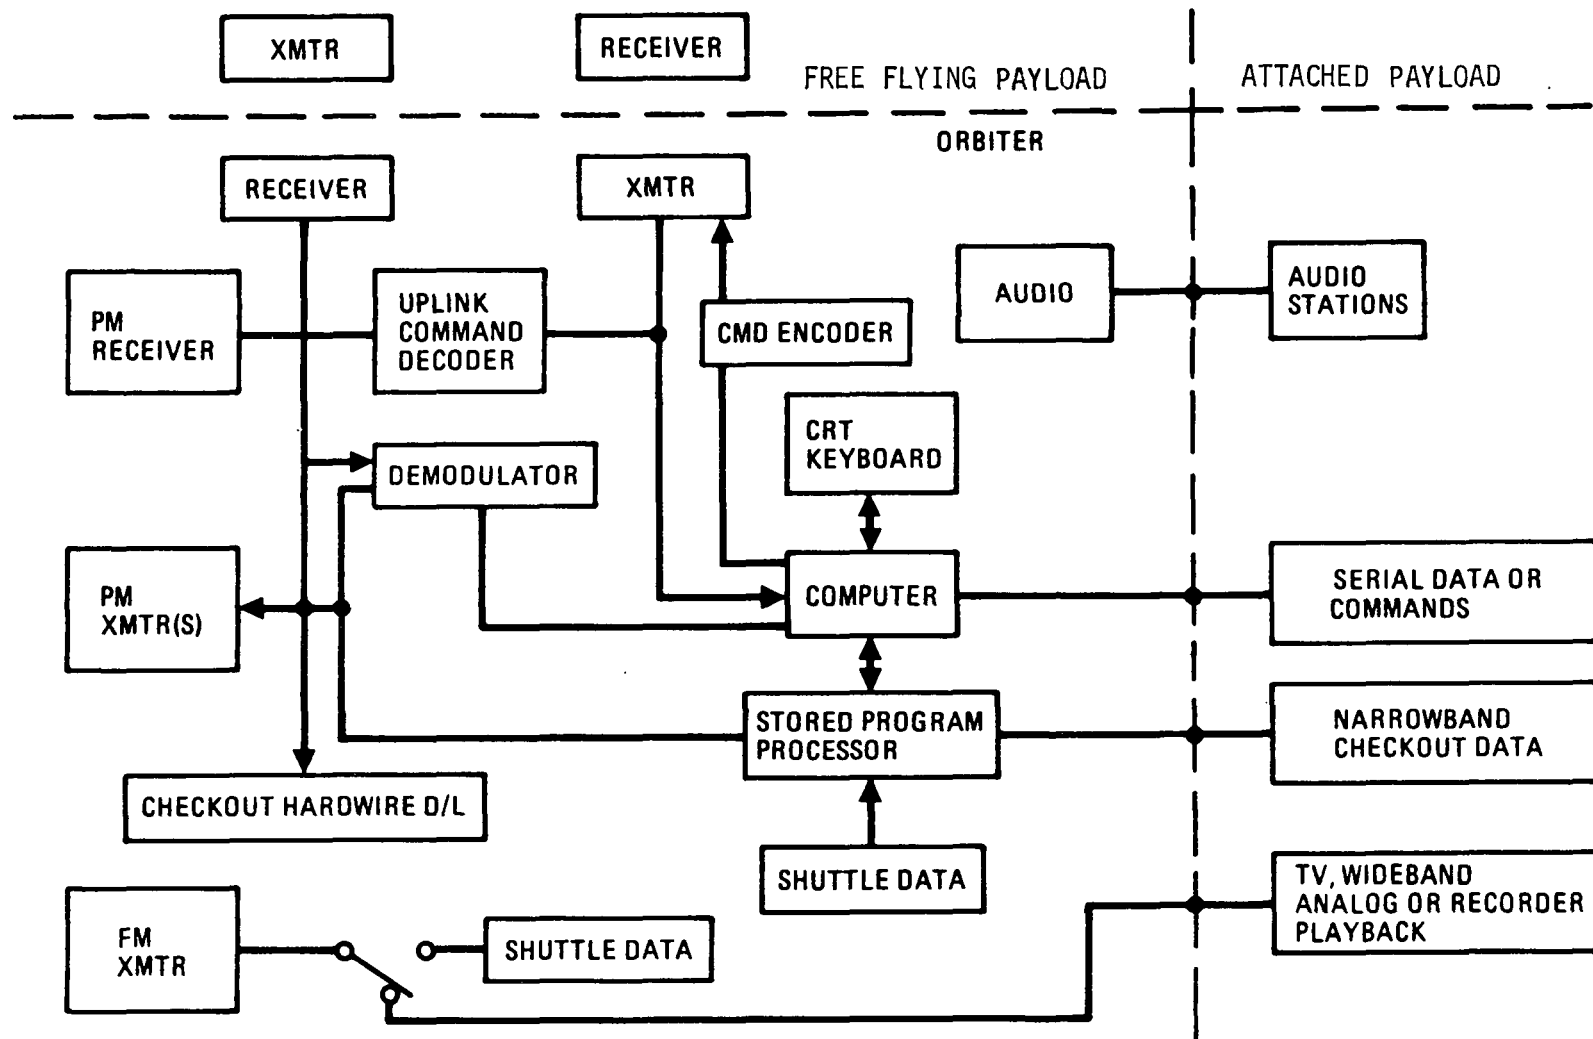 XMTR
RECEIVER
FREE FLYING PAYLOAD
ATTACHED PAYLOAD
ORBITER
RECEIVER
XMTR
PM
RECEIVER
UPLINK
COMMAND
DECODER
CMD ENCODER
AUDIO
AUDIO
STATIONS
CRT
KEYBOARD
DEMODULATOR
PM
XMTR(S)
COMPUTER
SERIAL DATA OR
COMMANDS
STORED PROGRAM
PROCESSOR
NARROWBAND
CHECKOUT DATA
CHECKOUT HARDWIRE D/L
SHUTTLE DATA
TV, WIDEBAND
ANALOG OR RECORDER
PLAYBACK
FM
XMTR
SHUTTLE DATA